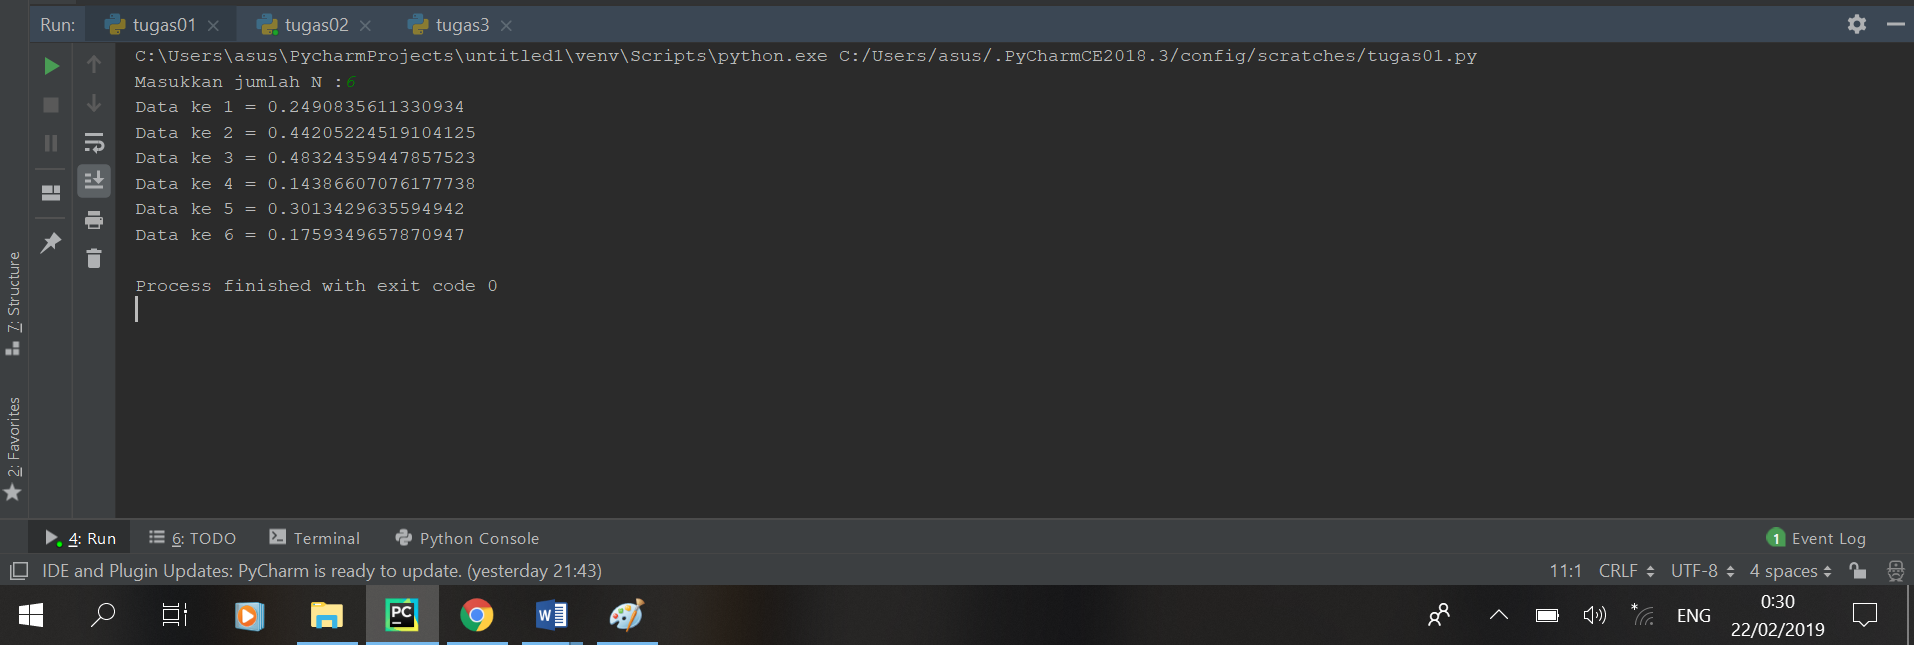 Run: tugas01 tugas02 tugas3
C:\Users\asus\PycharmProjects\untitled1\venv\Scripts\python.exe C:/Users/asus/.PyCharmCE2018.3/config/scratches/tugas01.py
Masukkan jumlah N :6
Data ke 1 = 0.2490835611330934
Data ke 2 = 0.44205224519104125
Data ke 3 = 0.48324359447857523
Data ke 4 = 0.14386607076177738
Data ke 5 = 0.3013429635594942
Data ke 6 = 0.1759349657870947
Process finished with exit code 0
7: Structure
2: Favorites
4: Run 6: TODO Terminal Python Console 1 Event Log
IDE and Plugin Updates: PyCharm is ready to update. (yesterday 21:43) 11:1 CRLF UTF-8 4 spaces
PC W ENG 0:30
22/02/2019